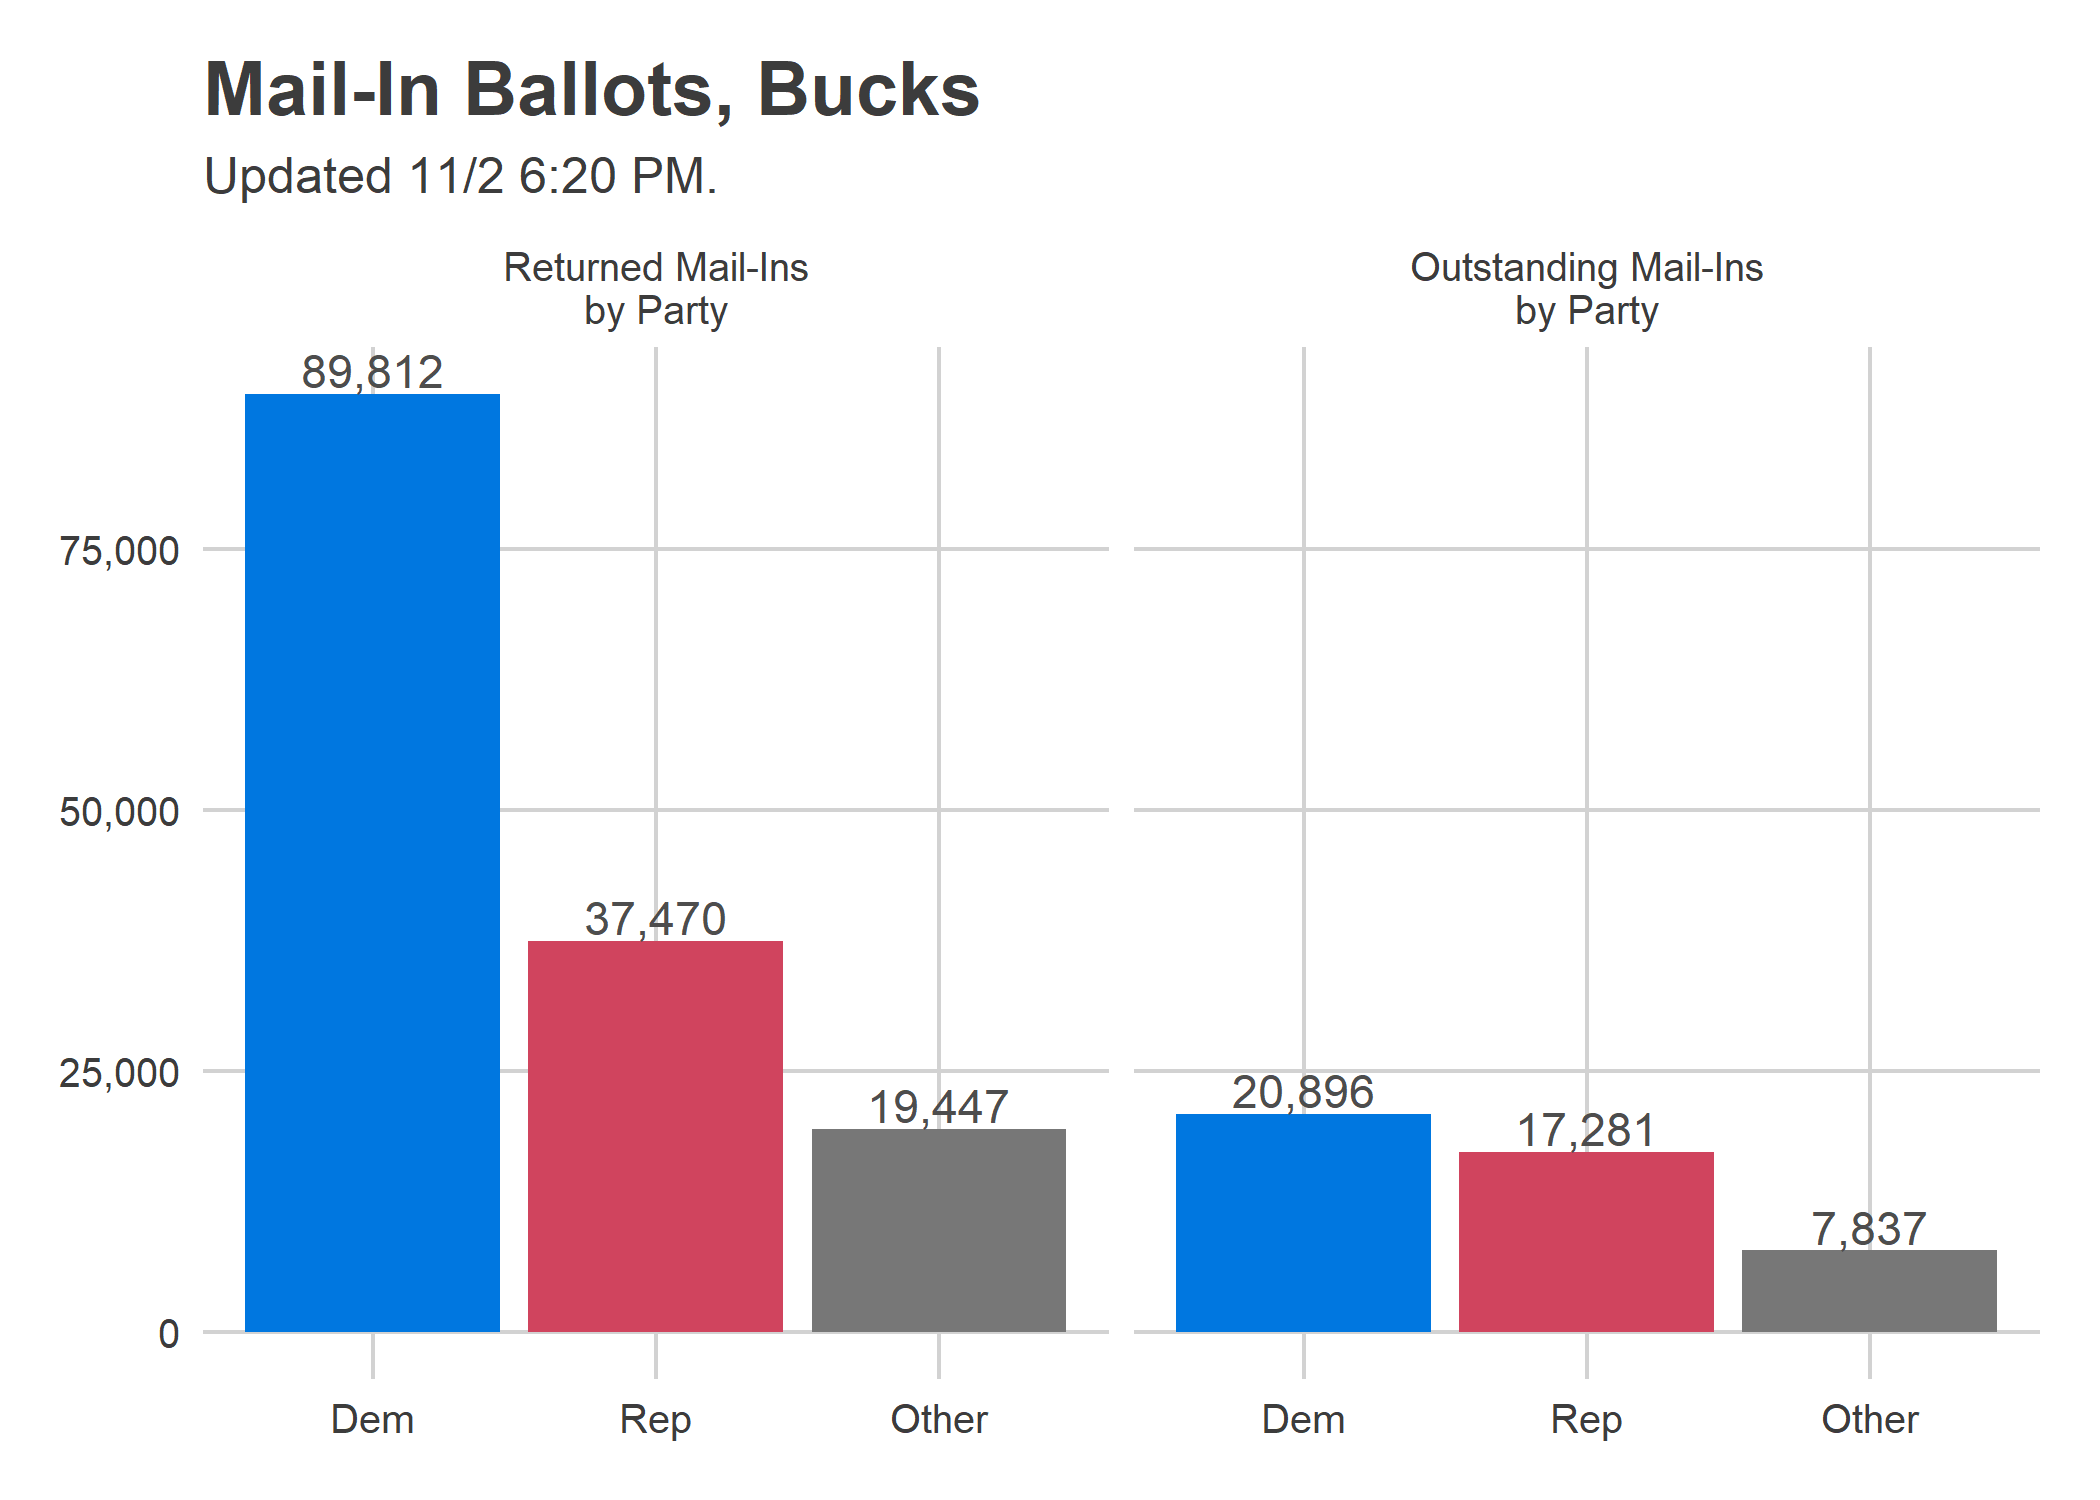 Mail-In Ballots, Bucks
Updated 11/2 6:20 PM.
Returned Mail-Ins
by Party
Outstanding Mail-Ins
by Party
89,812
75,000
50,000
37,470
25,000
19,447
20,896
17,281
7,837
0
Dem
Rep
Other
Dem
Rep
Other